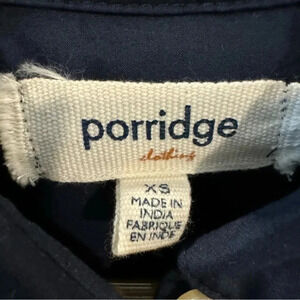 porridge
clothing
XS
MADE IN
INDIA
FABRIQUÉ
EN INDE